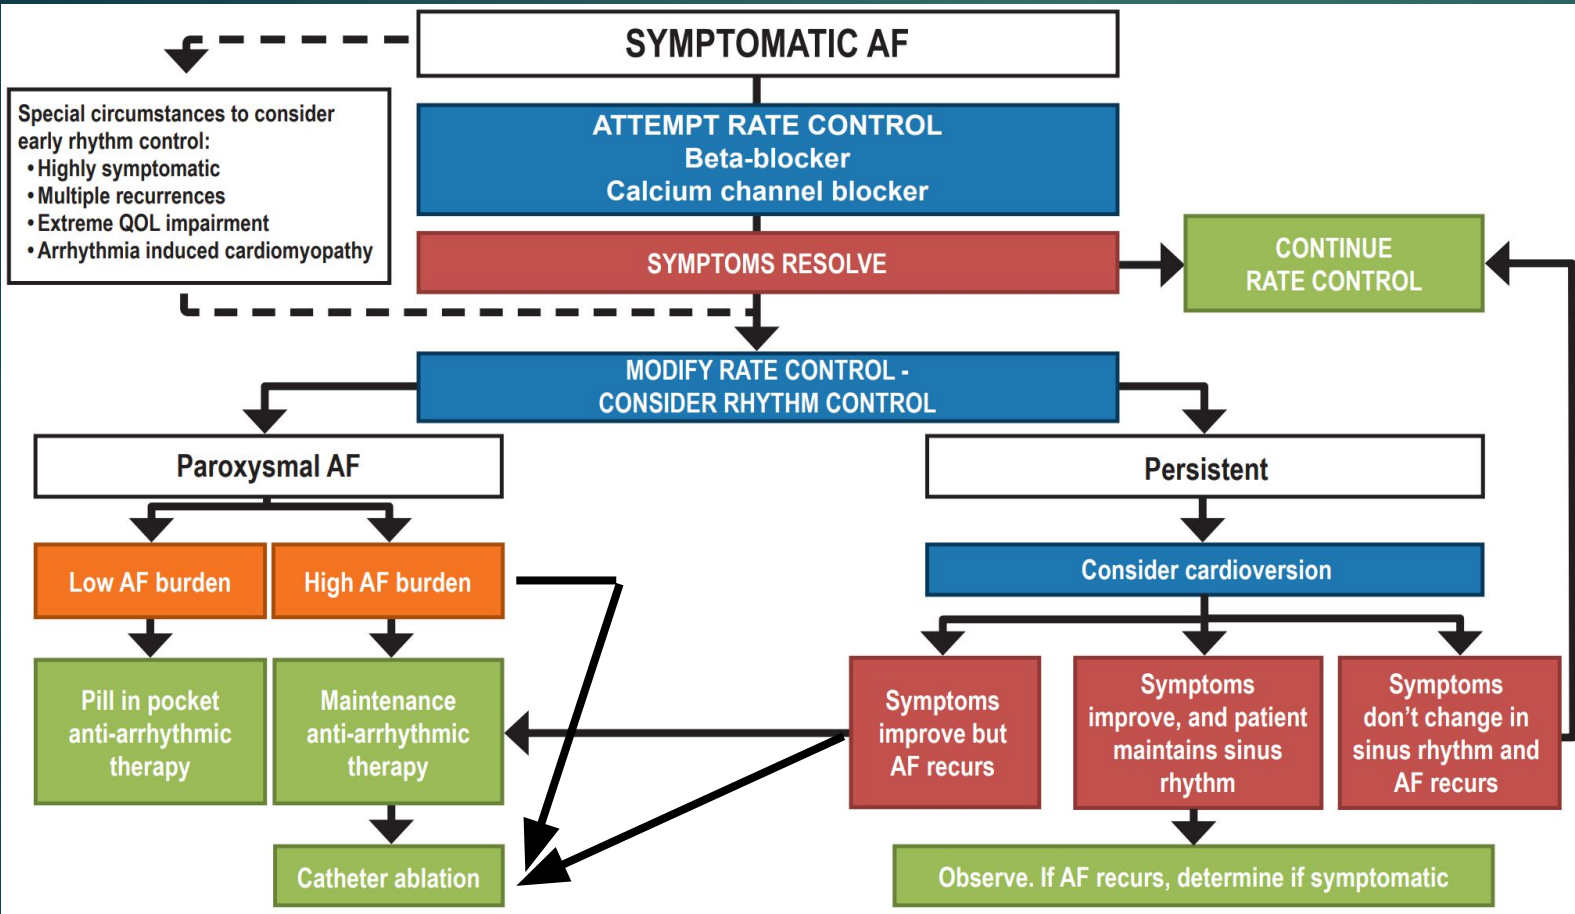 SYMPTOMATIC AF
Special circumstances to consider
early rhythm control:
• Highly symptomatic
• Multiple recurrences
• Extreme QOL impairment
• Arrhythmia induced cardiomyopathy
ATTEMPT RATE CONTROL
Beta-blocker
Calcium channel blocker
SYMPTOMS RESOLVE
CONTINUE
RATE CONTROL
MODIFY RATE CONTROL -
CONSIDER RHYTHM CONTROL
Paroxysmal AF
Persistent
Low AF burden
High AF burden
Consider cardioversion
Pill in pocket
anti-arrhythmic
therapy
Maintenance
anti-arrhythmic
therapy
Symptoms
improve but
AF recurs
Symptoms
improve, and patient
maintains sinus
rhythm
Symptoms
don’t change in
sinus rhythm and
AF recurs
Catheter ablation
Observe. If AF recurs, determine if symptomatic